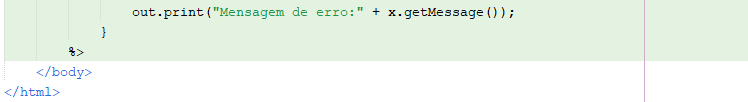 out.print("Mensagem de erro:" + x.getMessage());
}
%>
</body>
</html>